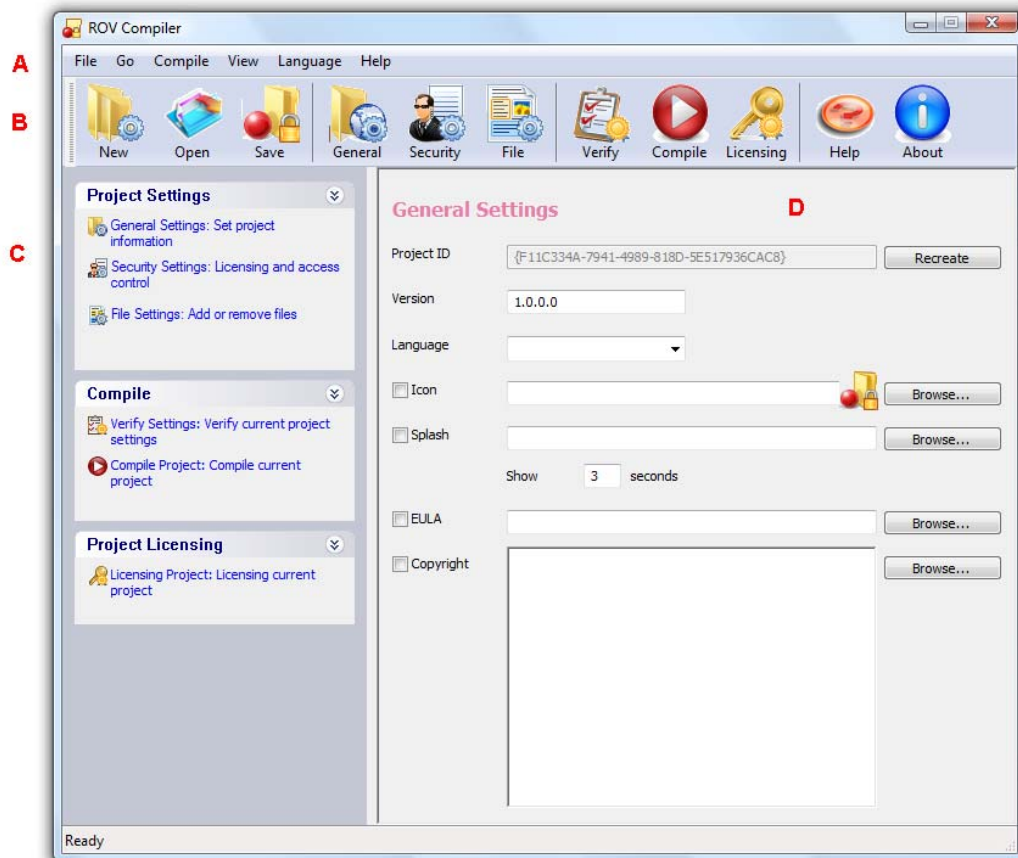 ROV Compiler
A
File Go Compile View Language Help
B
New Open Save General Security File Verify Compile Licensing Help About
C
Project Settings
General Settings: Set project
information
Security Settings: Licensing and access
control
File Settings: Add or remove files
Compile
Verify Settings: Verify current project
settings
Compile Project: Compile current
project
Project Licensing
Licensing Project: Licensing current
project
D
General Settings
Project ID {F11C334A-7941-4989-818D-5E517936CAC8} Recreate
Version 1.0.0.0
Language
Icon Browse...
Splash Browse...
Show 3 seconds
EULA Browse...
Copyright Browse...
Ready